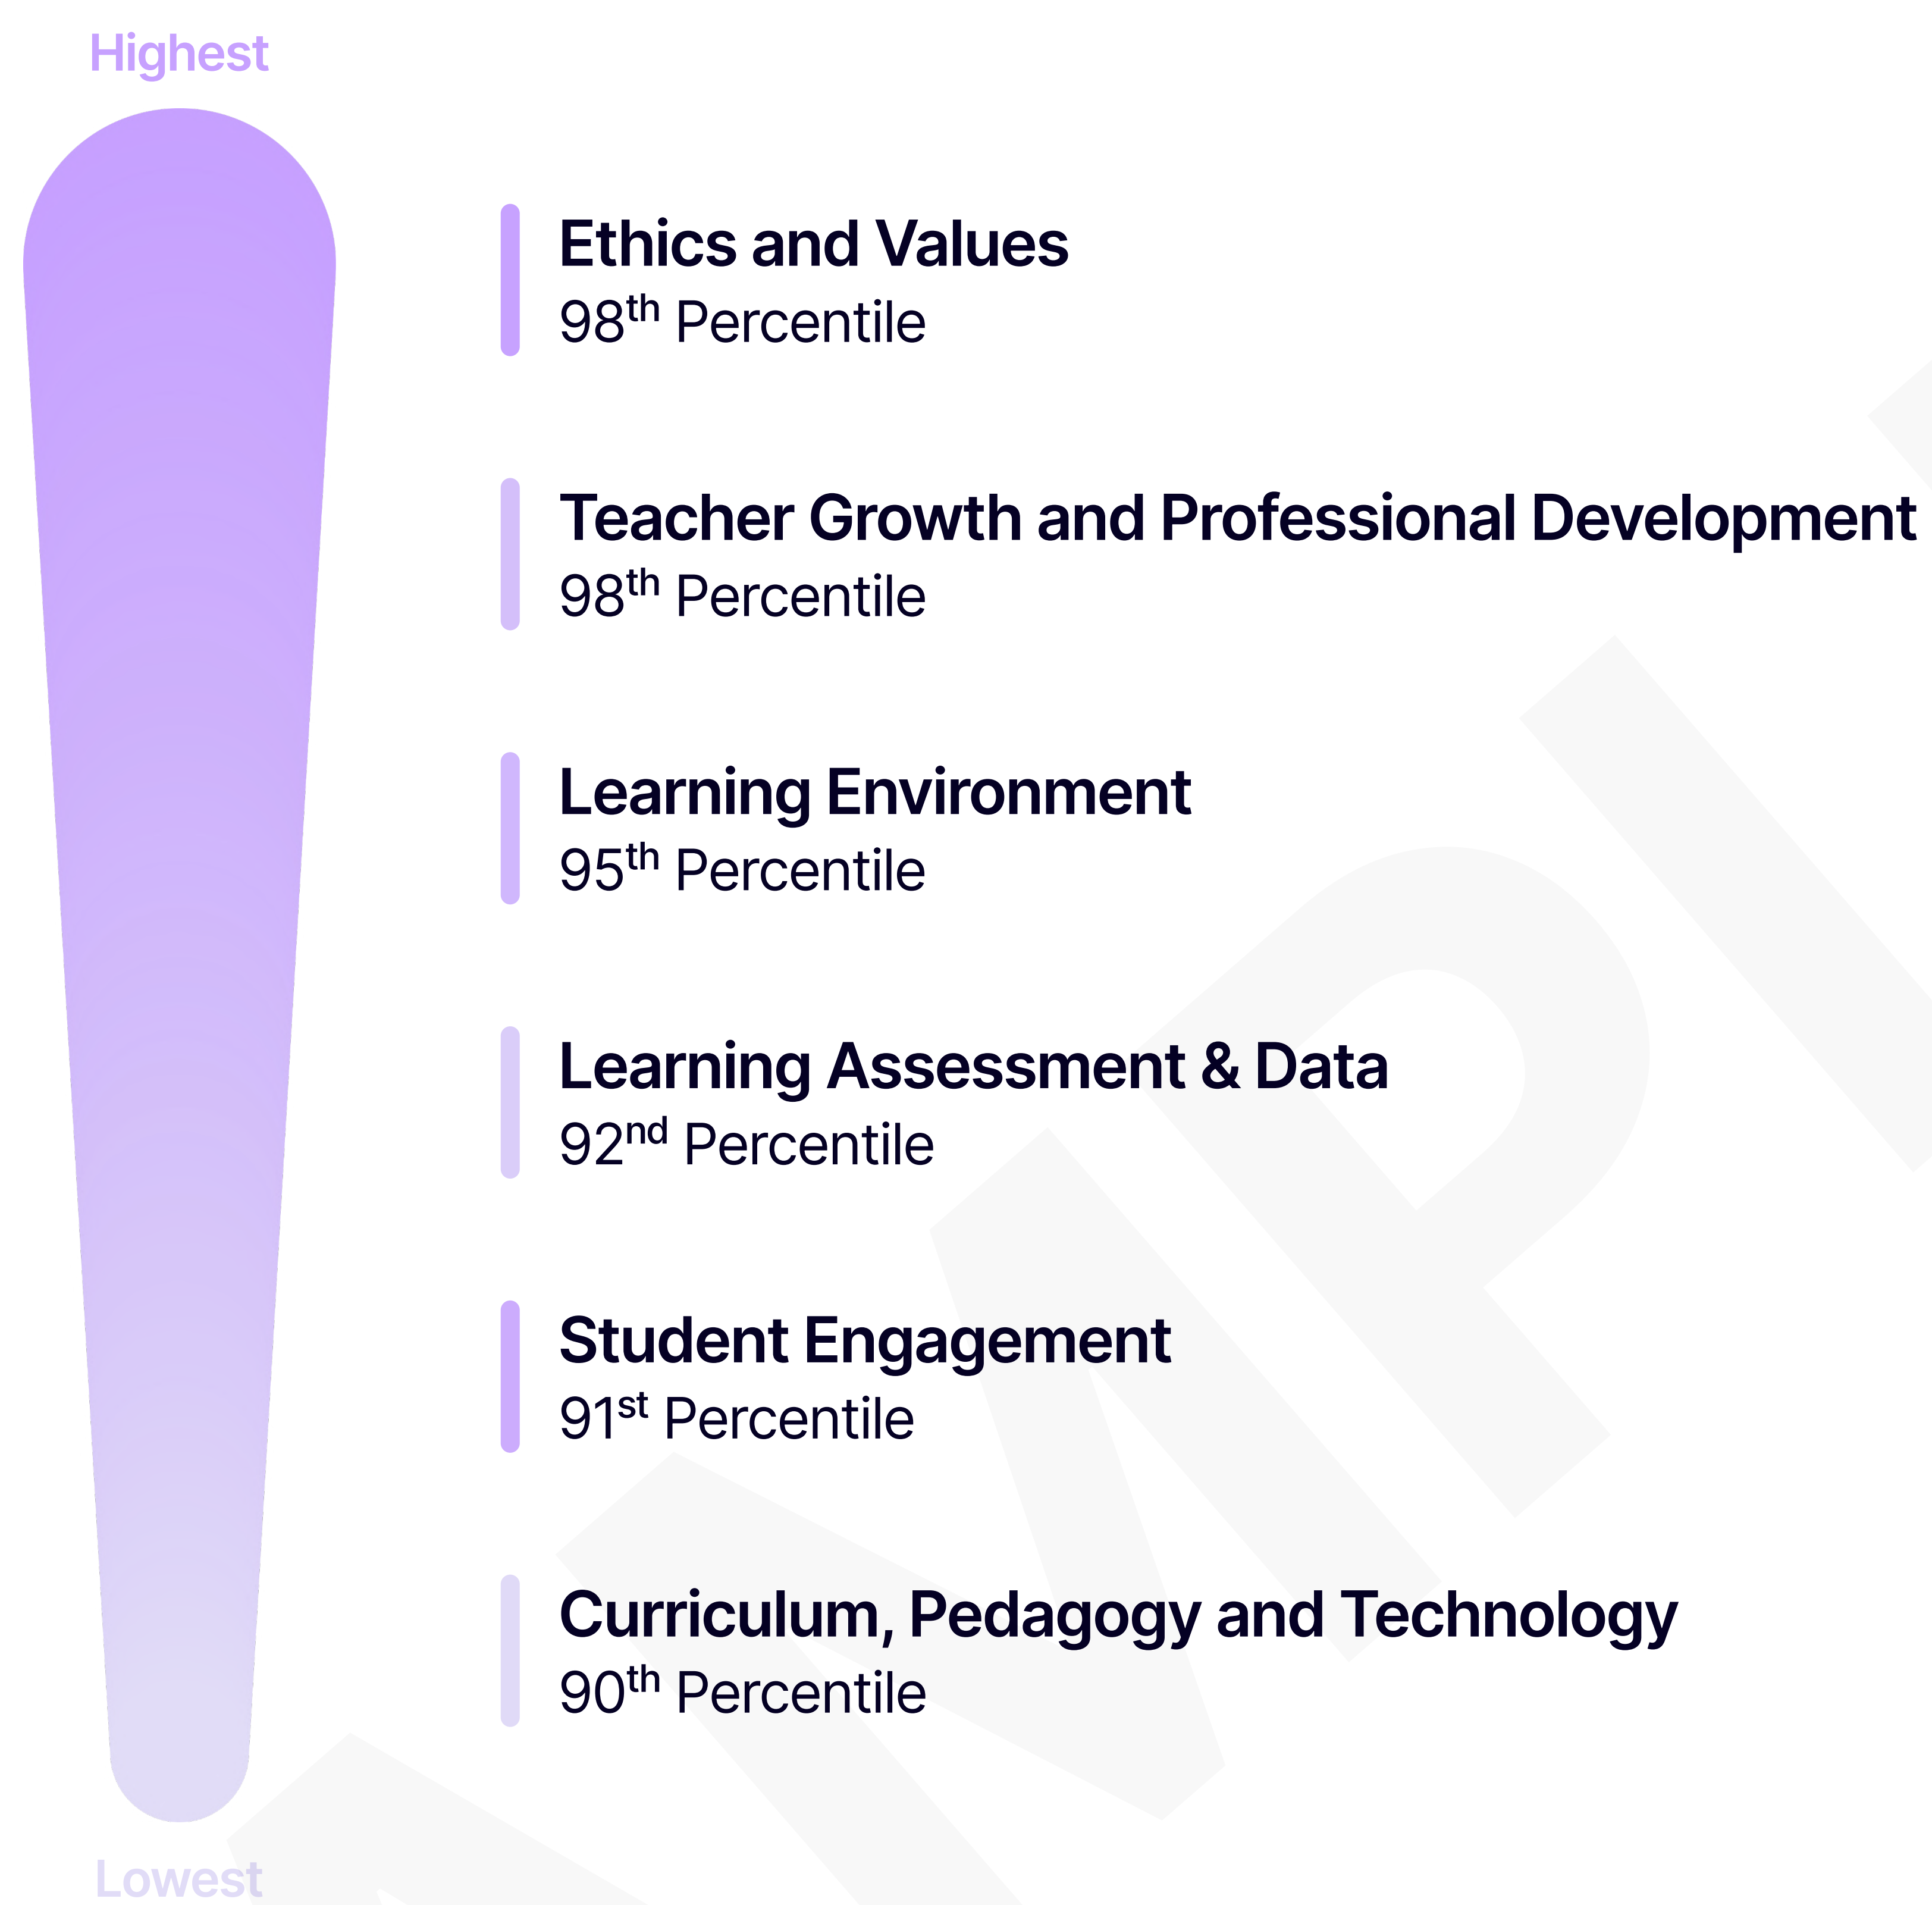 Highest
Ethics and Values
98th Percentile
Teacher Growth and Professional Development
98th Percentile
Learning Environment
95th Percentile
Learning Assessment & Data
92nd Percentile
Student Engagement
91st Percentile
Curriculum, Pedagogy and Technology
90th Percentile
Lowest